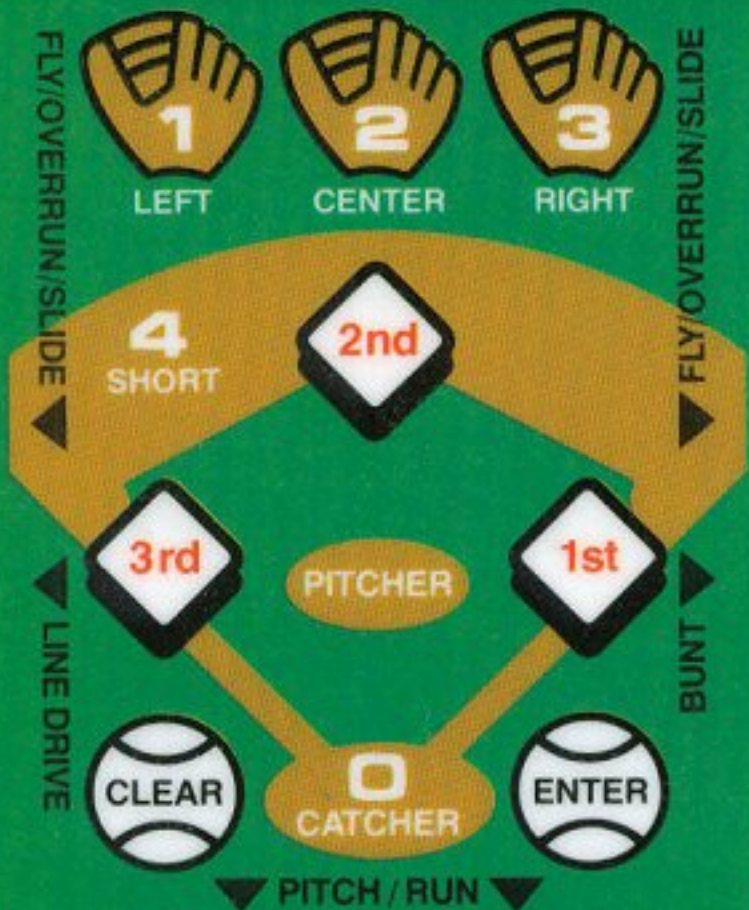 FLY/OVERRUN/SLIDE
1
LEFT
2
CENTER
3
RIGHT
FLY/OVERRUN/SLIDE
4
SHORT
2nd
3rd
PITCHER
1st
LINE DRIVE
BUNT
CLEAR
0
CATCHER
ENTER
PITCH / RUN